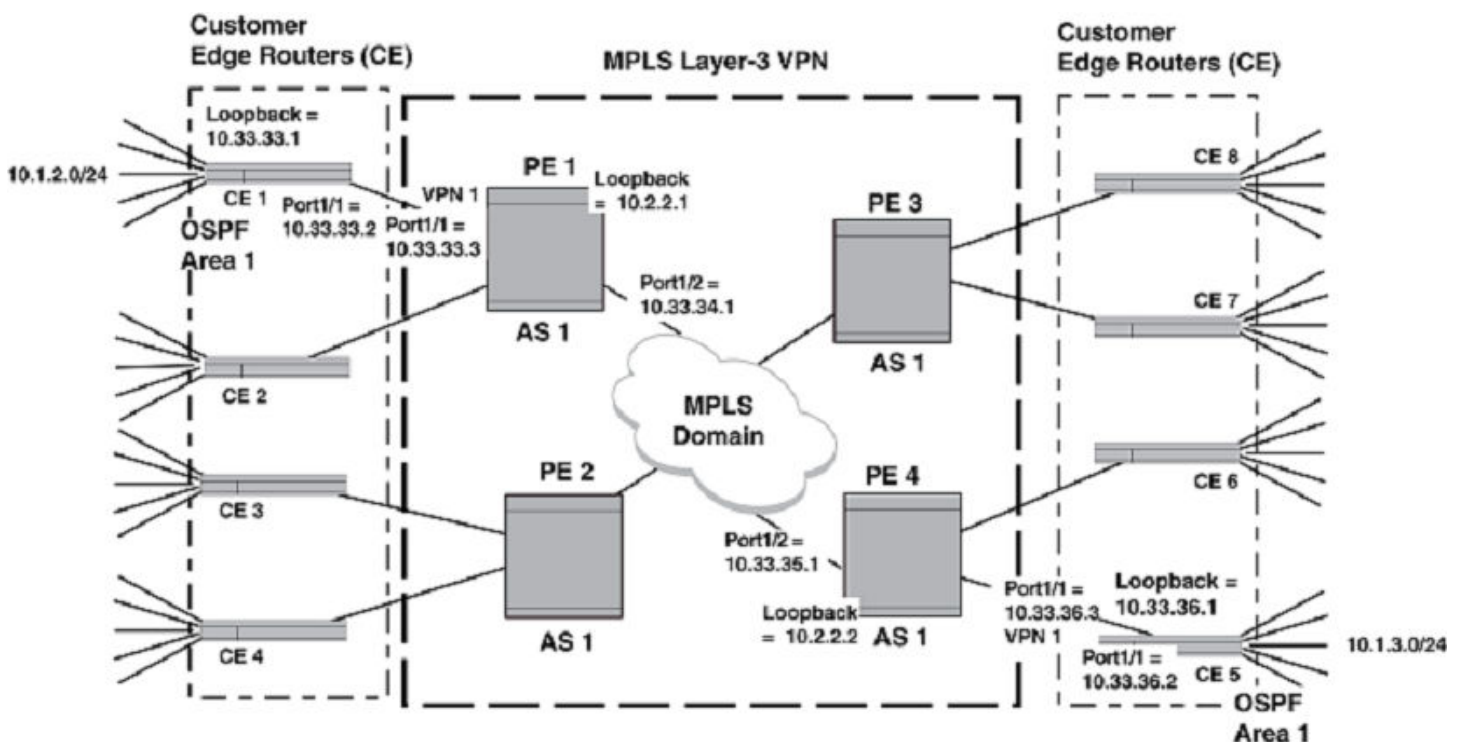 Customer
Edge Routers (CE)
MPLS Layer-3 VPN
Customer
Edge Routers (CE)
Loopback =
10.33.33.1
10.1.2.0/24
CE 1
Port1/1 =
10.33.33.2
OSPF
Area 1
VPN 1
Port1/1 =
10.33.33.3
PE 1
Loopback
= 10.2.2.1
AS 1
Port1/2 =
10.33.34.1
PE 3
AS 1
CE 8
CE 7
CE 2
MPLS
Domain
CE 3
PE 2
AS 1
CE 4
PE 4
Port1/2 =
10.33.35.1
Loopback
= 10.2.2.2
AS 1
CE 6
Port1/1 =
10.33.36.3
VPN 1
Loopback =
10.33.36.1
Port1/1 =
10.33.36.2
CE 5
10.1.3.0/24
OSPF
Area 1